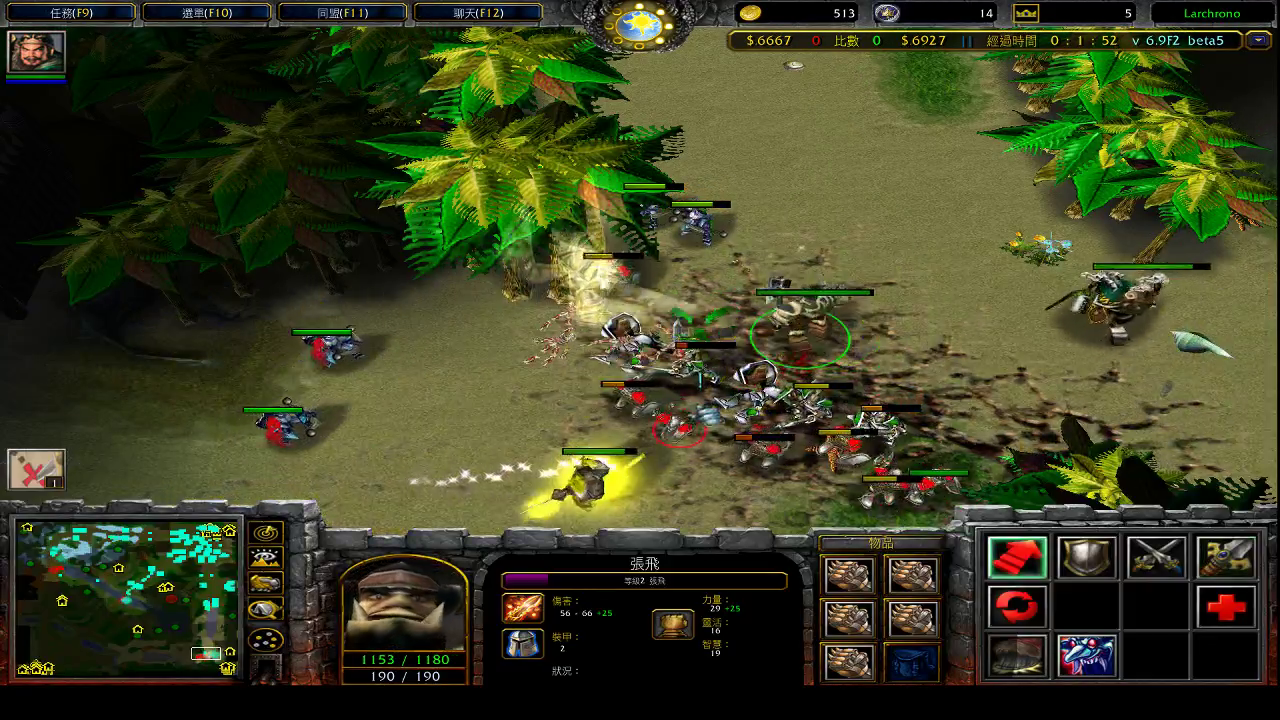 任務(F9) 選單(F10) 同盟(F11) 聊天(F12) 513 14 5 Larchrono
$.6667 0 比數 0 $.6927 || 經過時間 0 : 1 : 52 v 6.9F2 beta5
1
張飛
等級2 張飛
傷害：
56 - 66 +25
裝甲：
2
狀況：
力量：
29 +25
靈活：
16
智慧：
19
1153 / 1180
190 / 190
物品